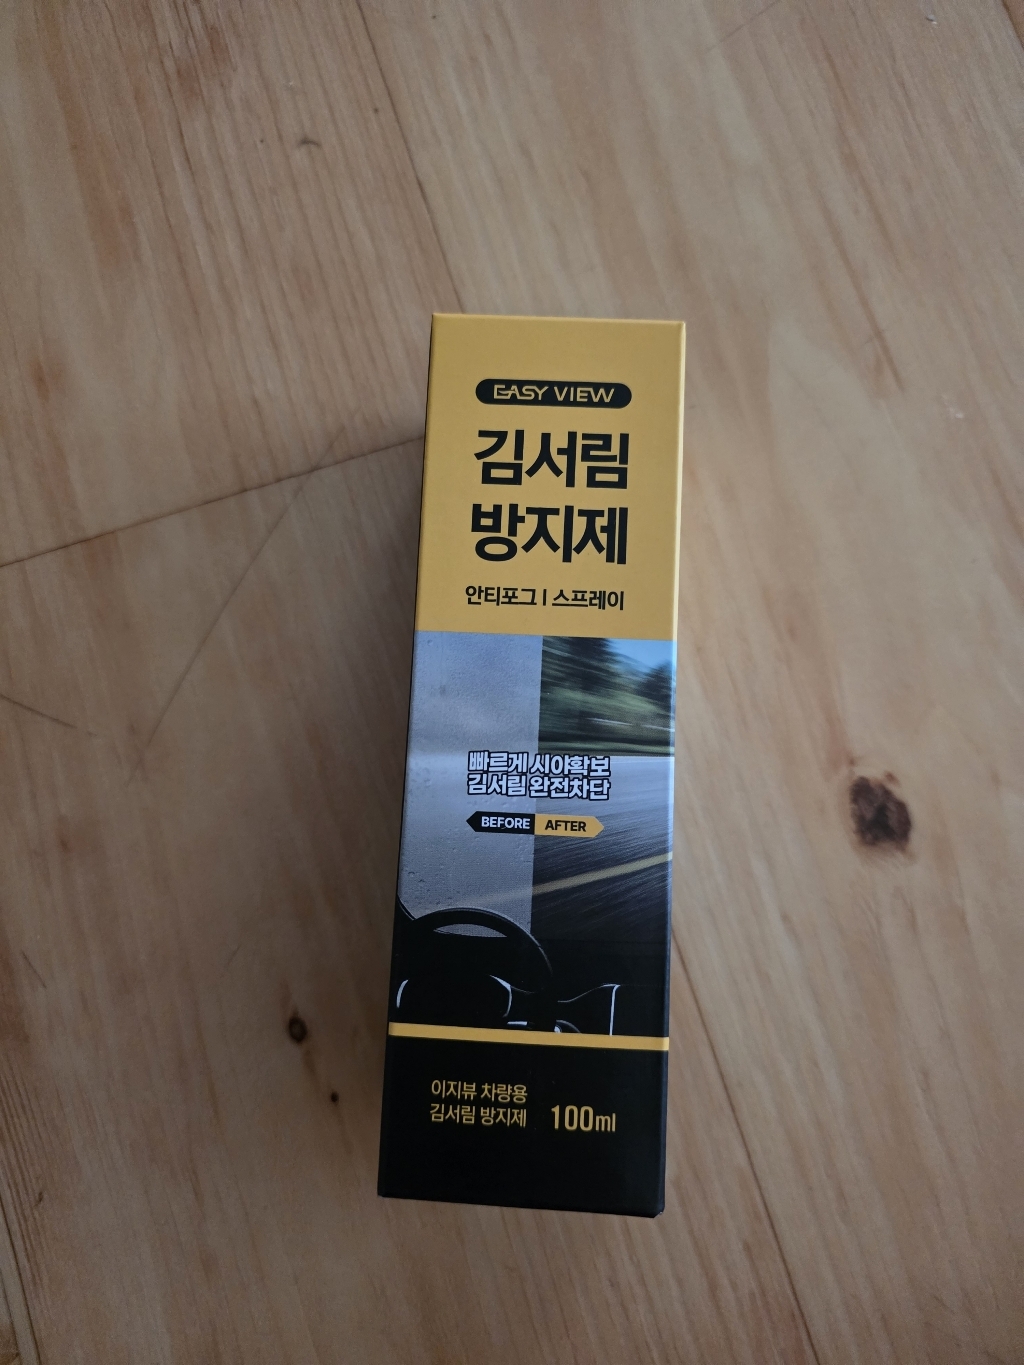 EASY VIEW
김서림
방지제
안티포그 | 스프레이
빠르게 시야확보
김서림 완전차단
BEFORE AFTER
이지뷰 차량용
김서림 방지제 100ml